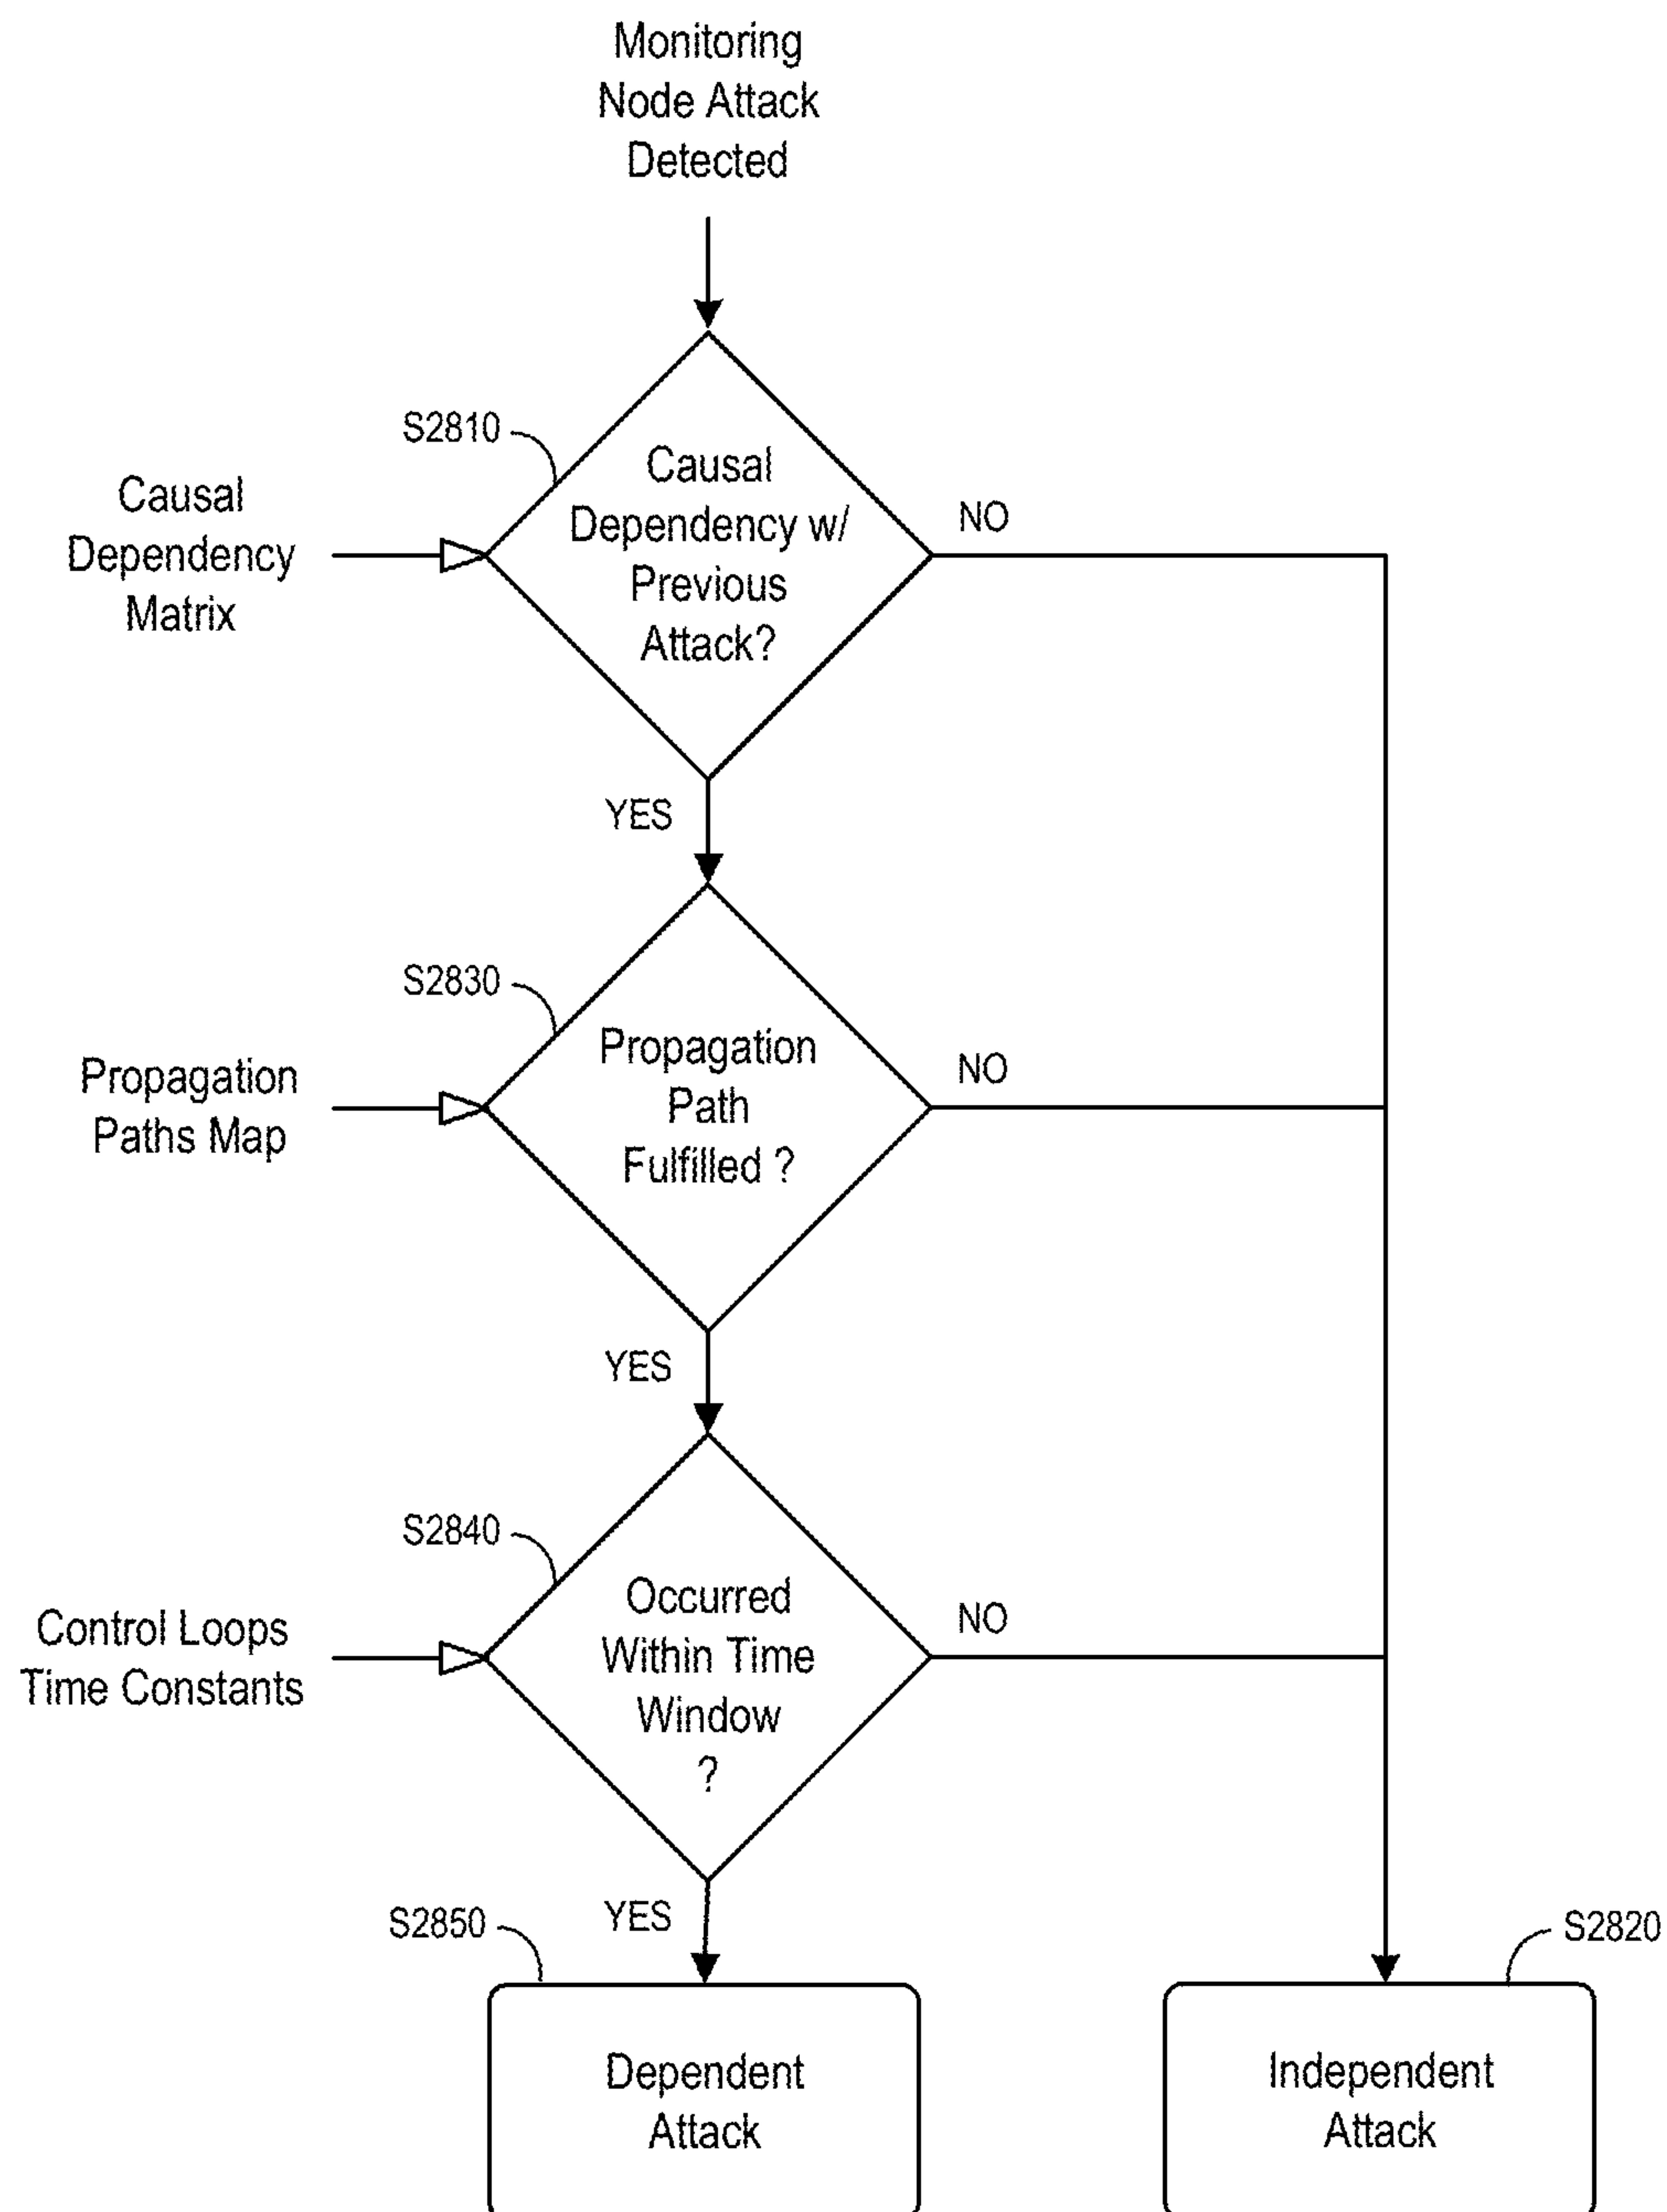 Monitoring
Node Attack
Detected
S2810
Causal
Dependency
Matrix
Causal
Dependency w/
Previous
Attack?
NO
YES
S2830
Propagation
Paths Map
Propagation
Path
Fulfilled ?
NO
YES
S2840
Control Loops
Time Constants
Occurred
Within Time
Window
?
NO
YES
S2850
S2820
Dependent
Attack
Independent
Attack